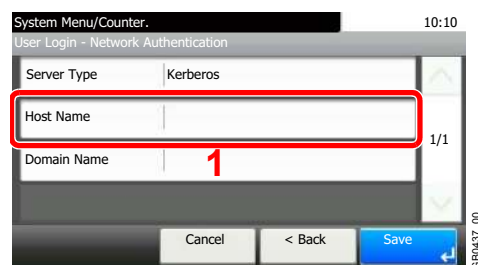 System Menu/Counter.
10:10
User Login - Network Authentication
Server Type
Kerberos
Host Name
1/1
Domain Name
1
Cancel
< Back
Save
GB0437_00